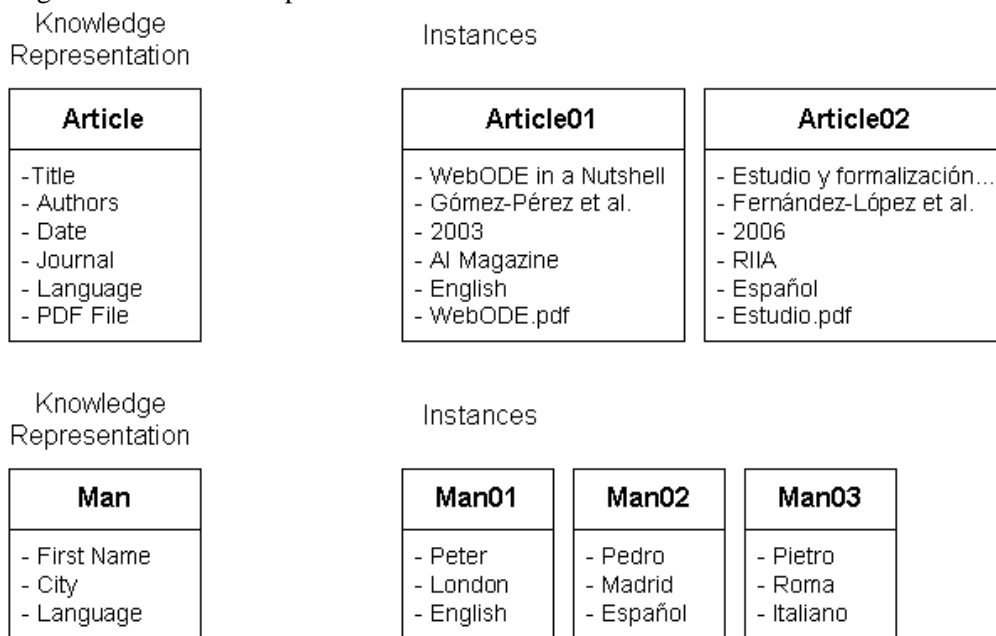 Knowledge
Representation
Instances
Article
-Title
- Authors
- Date
- Journal
- Language
- PDF File
Article01
- WebODE in a Nutshell
- Gómez-Pérez et al.
- 2003
- AI Magazine
- English
- WebODE.pdf
Article02
- Estudio y formalización...
- Fernández-López et al.
- 2006
- RIIA
- Español
- Estudio.pdf
Knowledge
Representation
Instances
Man
- First Name
- City
- Language
Man01
- Peter
- London
- English
Man02
- Pedro
- Madrid
- Español
Man03
- Pietro
- Roma
- Italiano